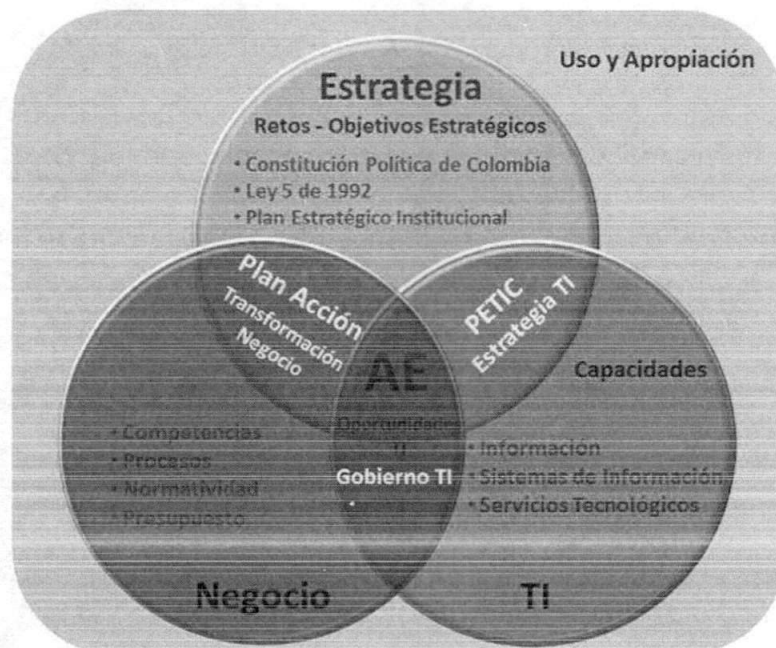 Uso y Apropiación
Estrategia
Retos - Objetivos Estratégicos
• Constitución Política de Colombia
• Ley 5 de 1992
• Plan Estratégico Institucional
Plan Acción
Transformación
Negocio
PETIC
Estrategia TI
AE
Oportunidades
TI
Gobierno TI
•
Capacidades
• Competencias
• Procesos
• Normatividad
• Presupuesto
• Información
• Sistemas de Información
• Servicios Tecnológicos
Negocio
TI